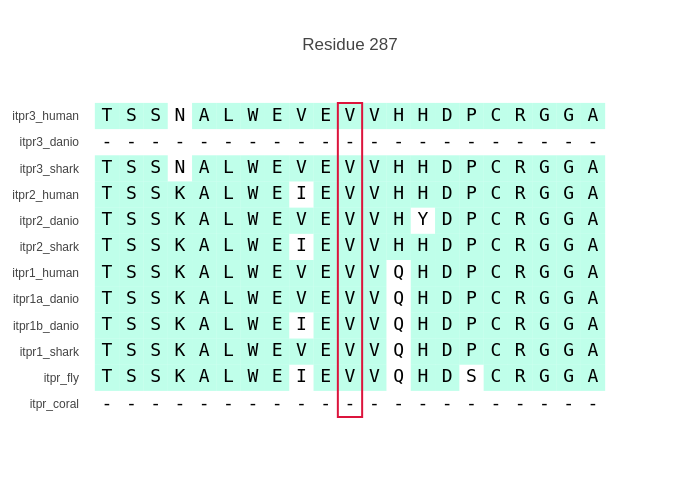 Residue 287
itpr3_human T S S N A L W E V E V V H H D P C R G G A
itpr3_danio - - - - - - - - - - - - - - - - - - - - -
itpr3_shark T S S N A L W E V E V V H H D P C R G G A
itpr2_human T S S K A L W E I E V V H H D P C R G G A
itpr2_danio T S S K A L W E V E V V H Y D P C R G G A
itpr2_shark T S S K A L W E I E V V H H D P C R G G A
itpr1_human T S S K A L W E V E V V Q H D P C R G G A
itpr1a_danio T S S K A L W E V E V V Q H D P C R G G A
itpr1b_danio T S S K A L W E I E V V Q H D P C R G G A
itpr1_shark T S S K A L W E V E V V Q H D P C R G G A
itpr_fly T S S K A L W E I E V V Q H D S C R G G A
itpr_coral - - - - - - - - - - - - - - - - - - - - -